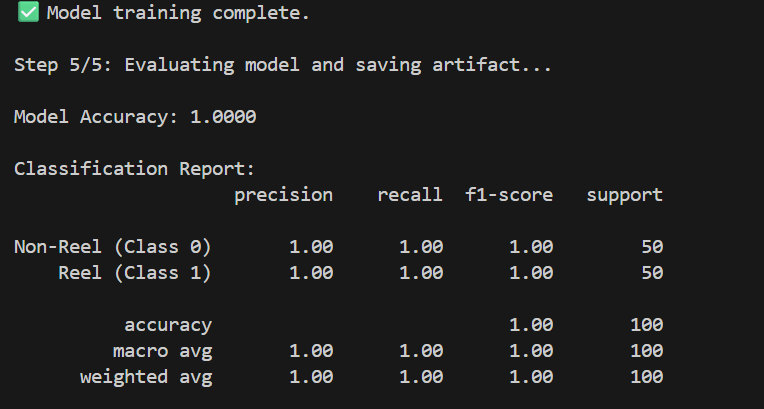 ✅ Model training complete.
Step 5/5: Evaluating model and saving artifact...
Model Accuracy: 1.0000
Classification Report:
precision recall f1-score support
Non-Reel (Class 0) 1.00 1.00 1.00 50
Reel (Class 1) 1.00 1.00 1.00 50
accuracy 1.00 100
macro avg 1.00 1.00 1.00 100
weighted avg 1.00 1.00 1.00 100